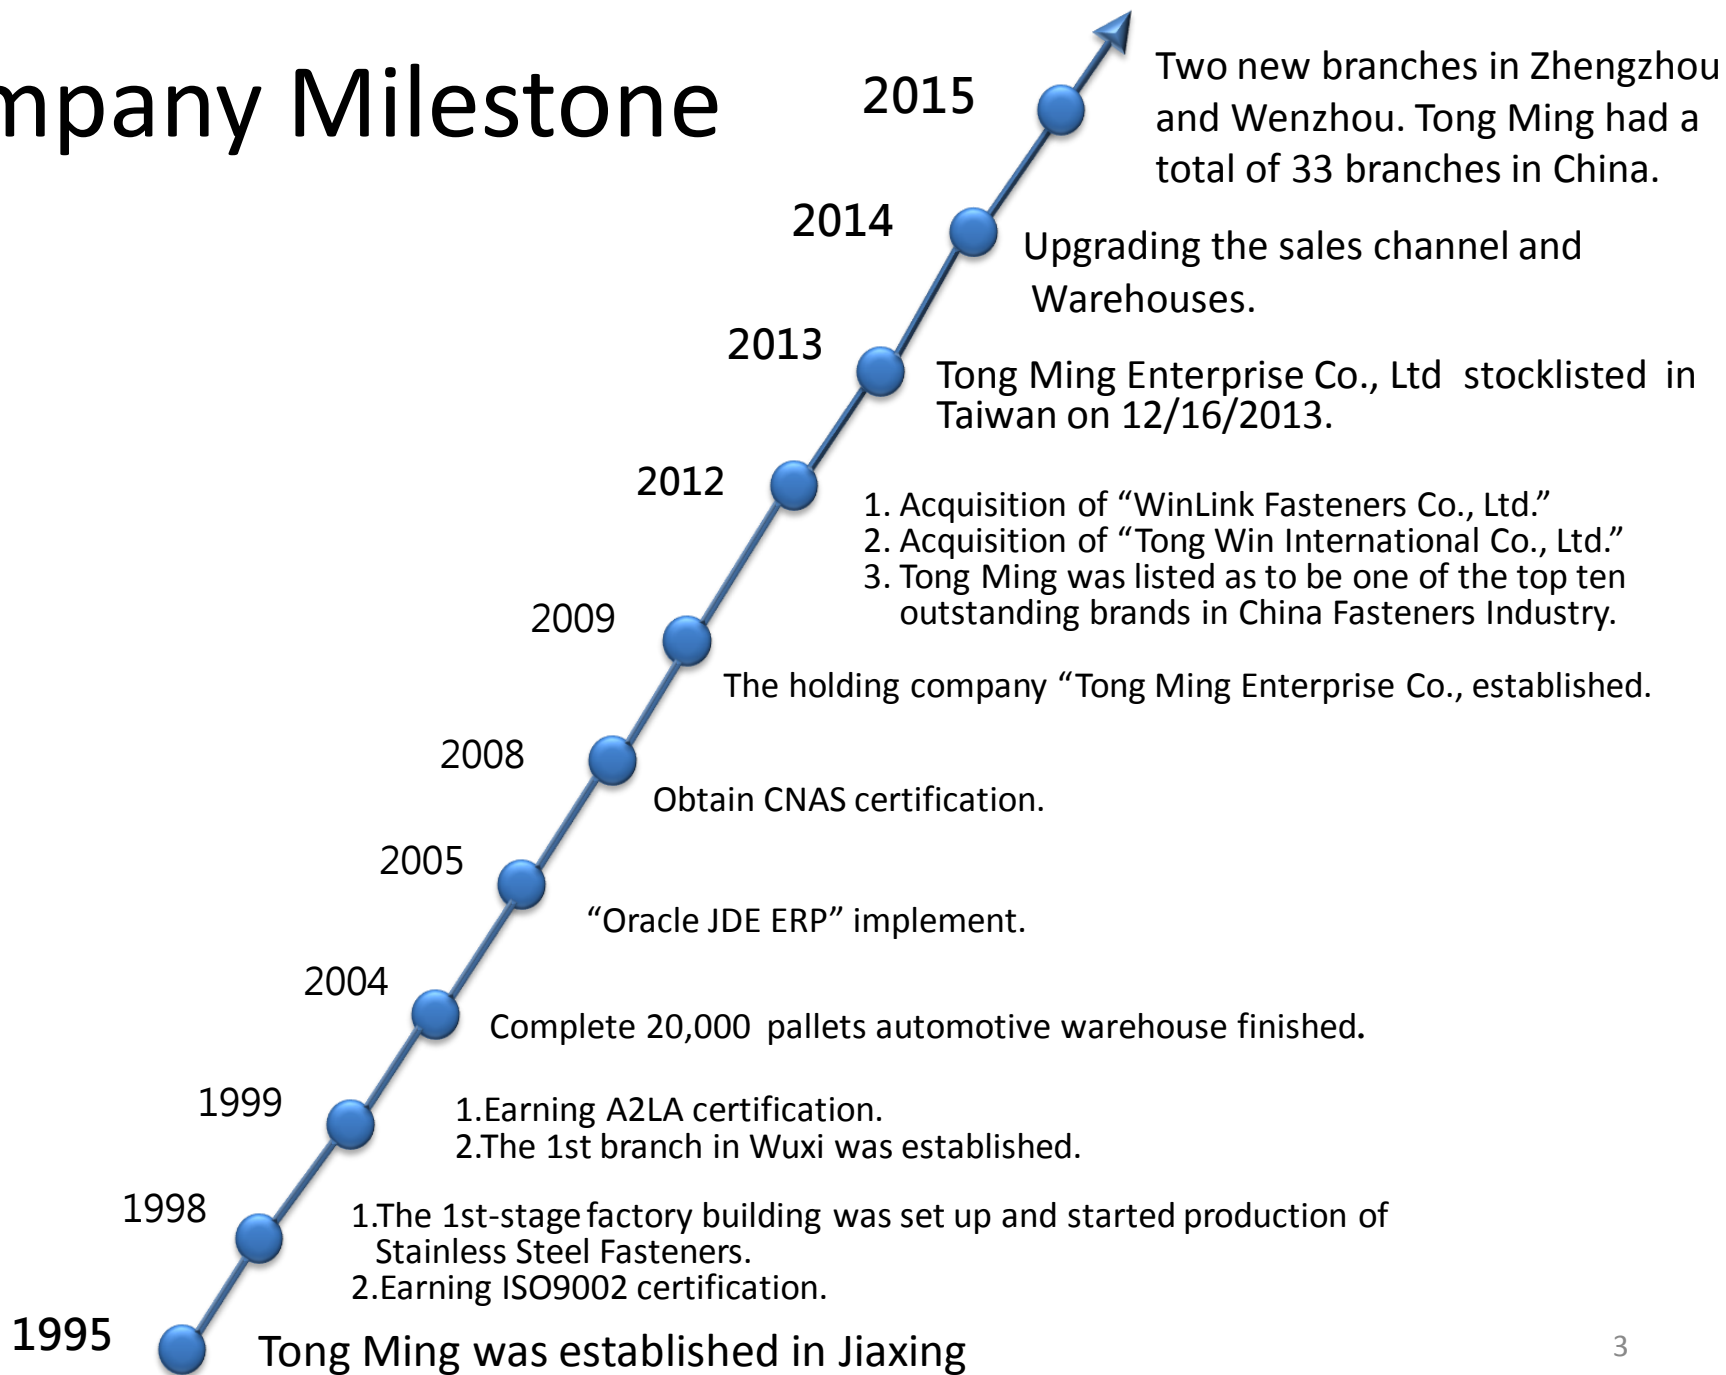 mpany Milestone
2015
Two new branches in Zhengzhou
and Wenzhou. Tong Ming had a
total of 33 branches in China.
2014
Upgrading the sales channel and
Warehouses.
2013
Tong Ming Enterprise Co., Ltd stocklisted in
Taiwan on 12/16/2013.
2012
1. Acquisition of “WinLink Fasteners Co., Ltd.”
2. Acquisition of “Tong Win International Co., Ltd.”
3. Tong Ming was listed as to be one of the top ten
outstanding brands in China Fasteners Industry.
2009
The holding company “Tong Ming Enterprise Co., established.
2008
Obtain CNAS certification.
2005
“Oracle JDE ERP” implement.
2004
Complete 20,000 pallets automotive warehouse finished.
1999
1.Earning A2LA certification.
2.The 1st branch in Wuxi was established.
1998
1.The 1st-stage factory building was set up and started production of
Stainless Steel Fasteners.
2.Earning ISO9002 certification.
1995
Tong Ming was established in Jiaxing
3